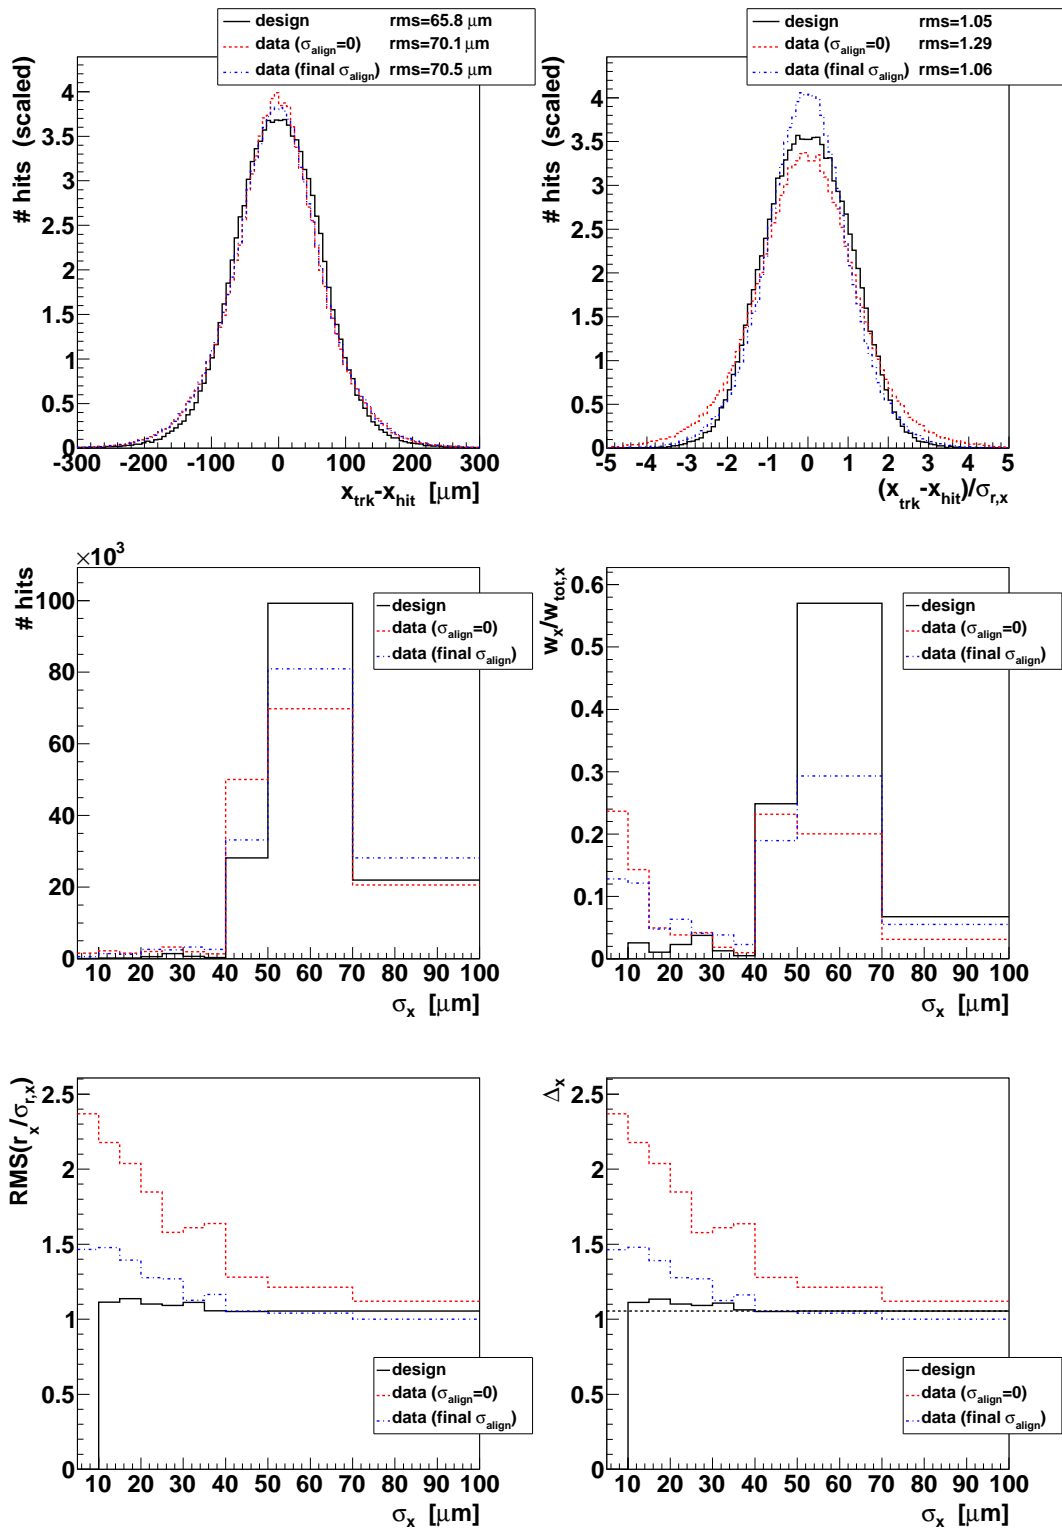 design rms=65.8 μm
data (σalign=0) rms=70.1 μm
data (final σalign) rms=70.5 μm
# hits (scaled)
4
3.5
3
2.5
2
1.5
1
0.5
0
-300 -200 -100 0 100 200 300
xtrk-xhit [μm]
design rms=1.05
data (σalign=0) rms=1.29
data (final σalign) rms=1.06
# hits (scaled)
4
3.5
3
2.5
2
1.5
1
0.5
0
-5 -4 -3 -2 -1 0 1 2 3 4 5
(xtrk-xhit)/σr,x
×10³
# hits
100
80
60
40
20
0
design
data (σalign=0)
data (final σalign)
10 20 30 40 50 60 70 80 90 100
σx [μm]
wx/wtot,x
0.6
0.5
0.4
0.3
0.2
0.1
0
design
data (σalign=0)
data (final σalign)
10 20 30 40 50 60 70 80 90 100
σx [μm]
RMS(rx/σr,x)
2.5
2
1.5
1
0.5
0
design
data (σalign=0)
data (final σalign)
10 20 30 40 50 60 70 80 90 100
σx [μm]
Δx
2.5
2
1.5
1
0.5
0
design
data (σalign=0)
data (final σalign)
10 20 30 40 50 60 70 80 90 100
σx [μm]